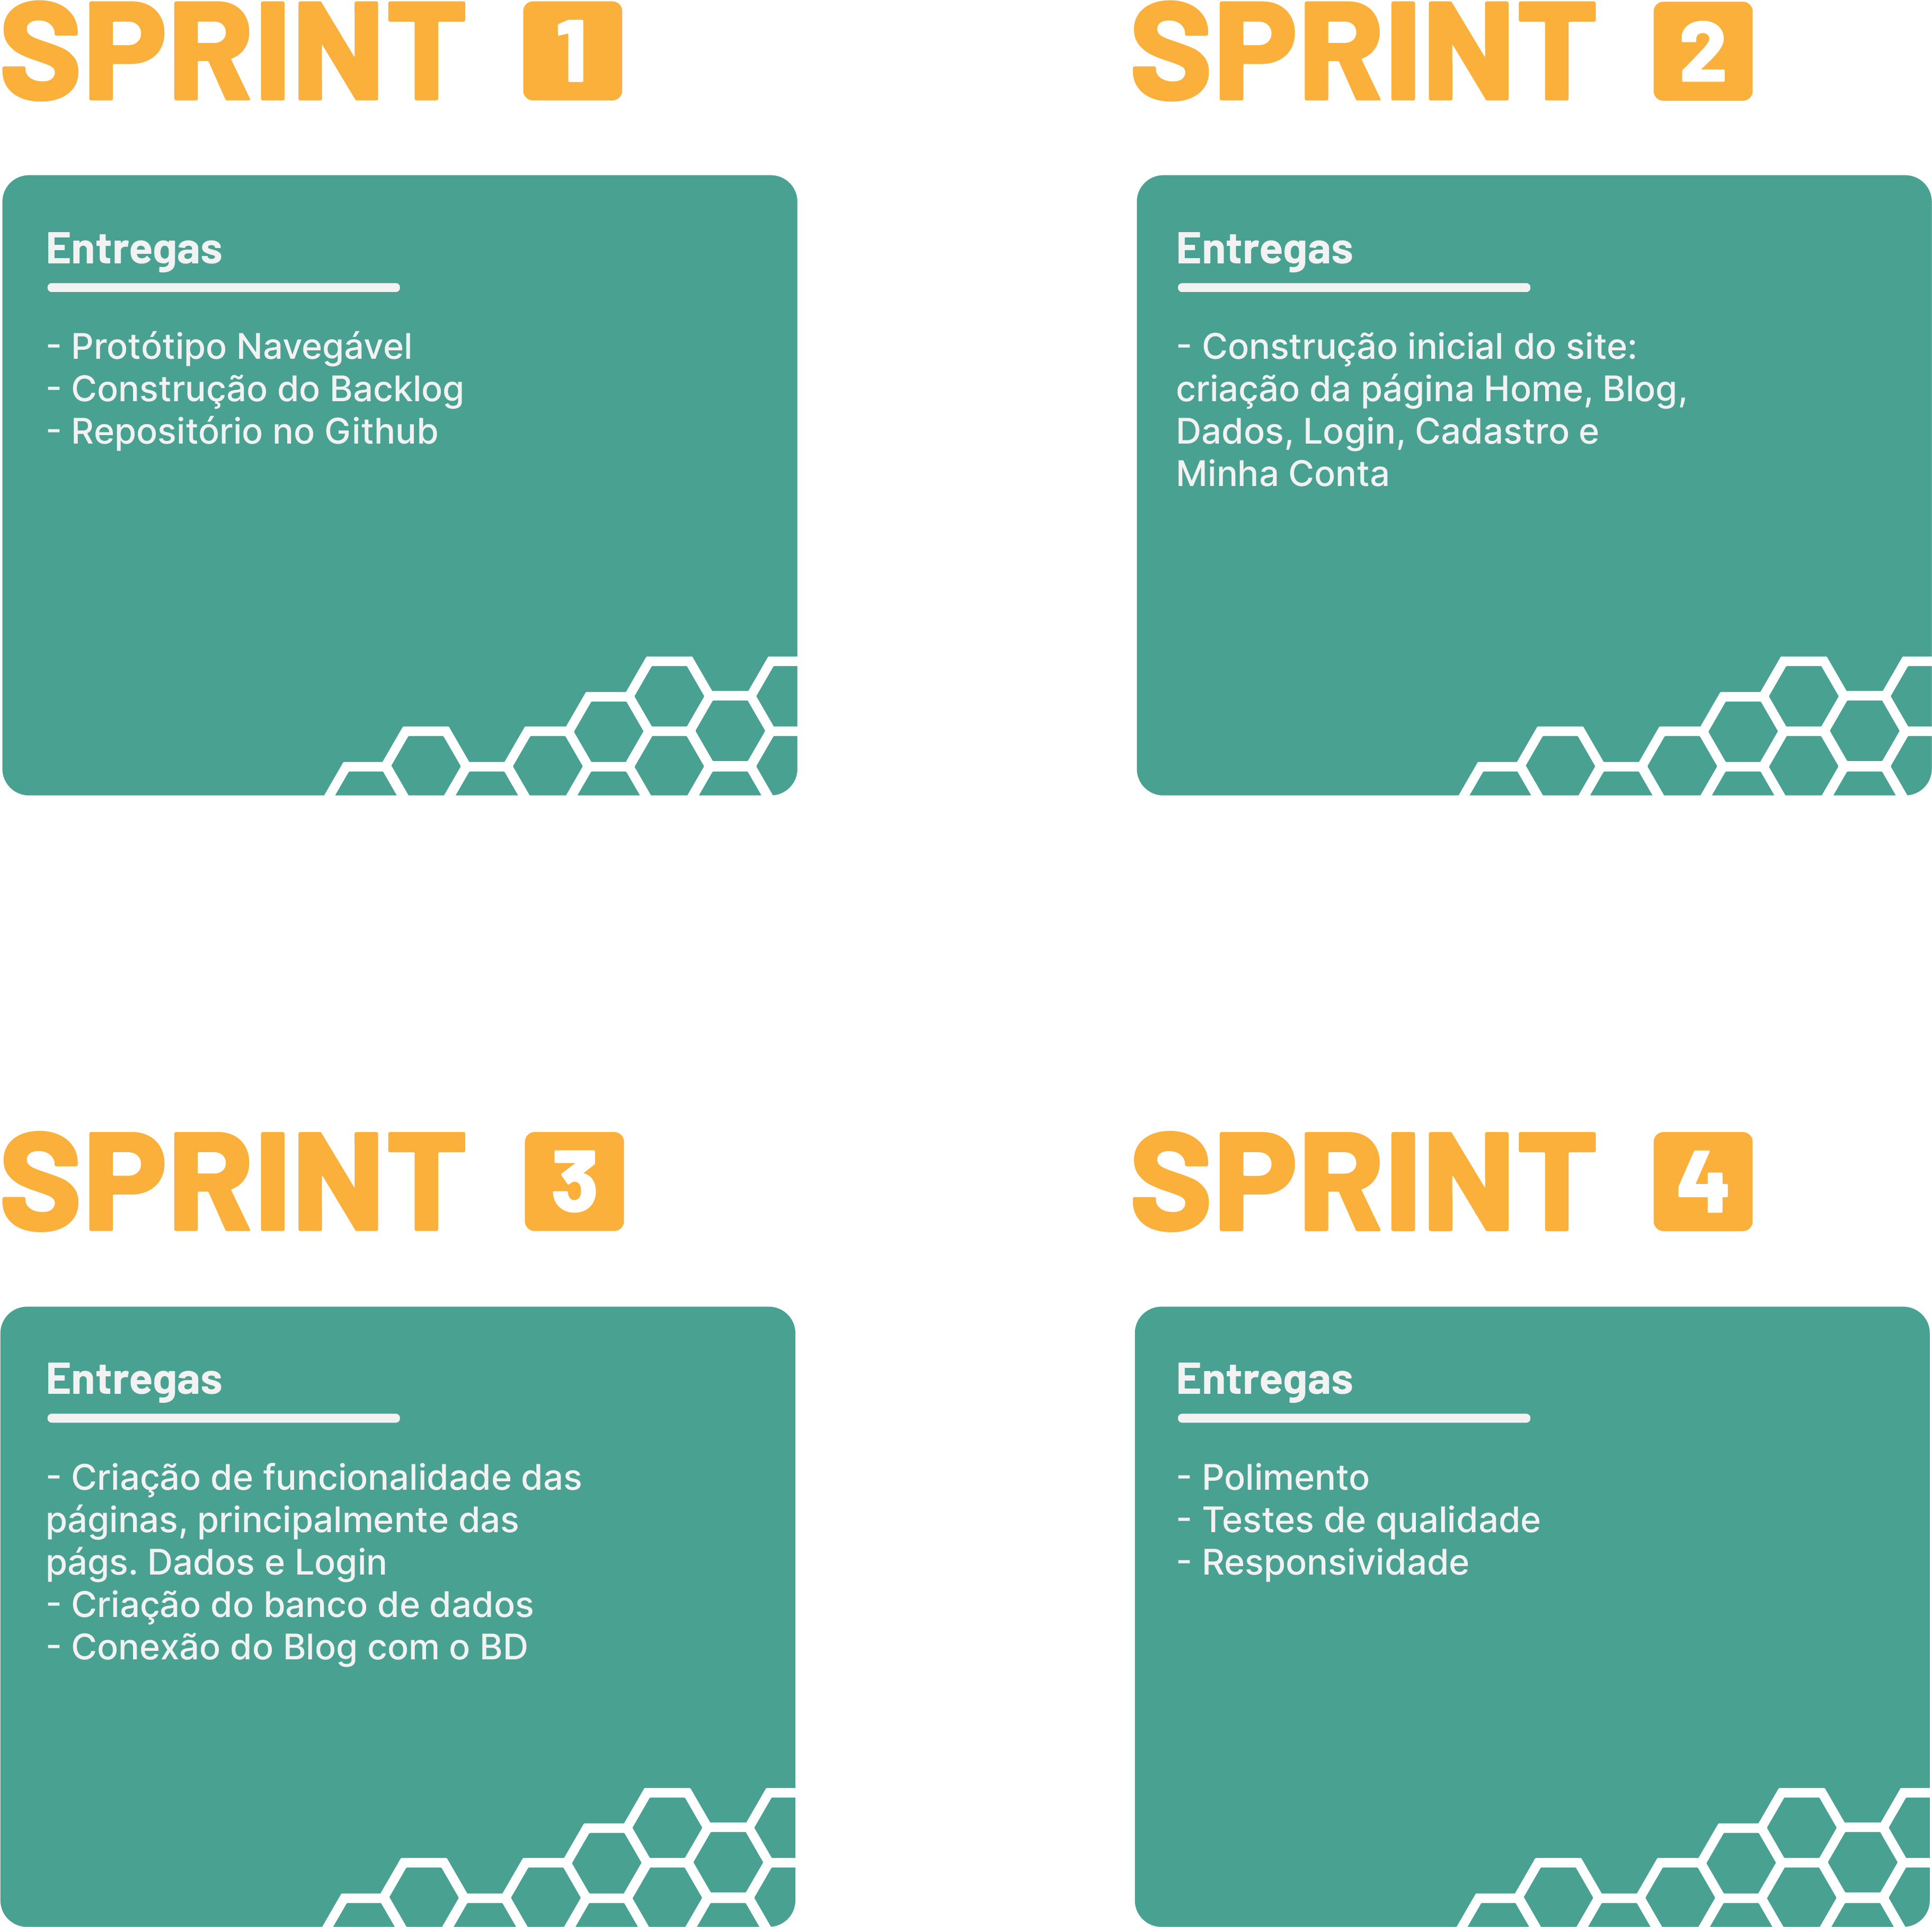 SPRINT 1
Entregas
- Protótipo Navegável
- Construção do Backlog
- Repositório no Github
SPRINT 2
Entregas
- Construção inicial do site:
criação da página Home, Blog,
Dados, Login, Cadastro e
Minha Conta
SPRINT 3
Entregas
- Criação de funcionalidade das
páginas, principalmente das
págs. Dados e Login
- Criação do banco de dados
- Conexão do Blog com o BD
SPRINT 4
Entregas
- Polimento
- Testes de qualidade
- Responsividade